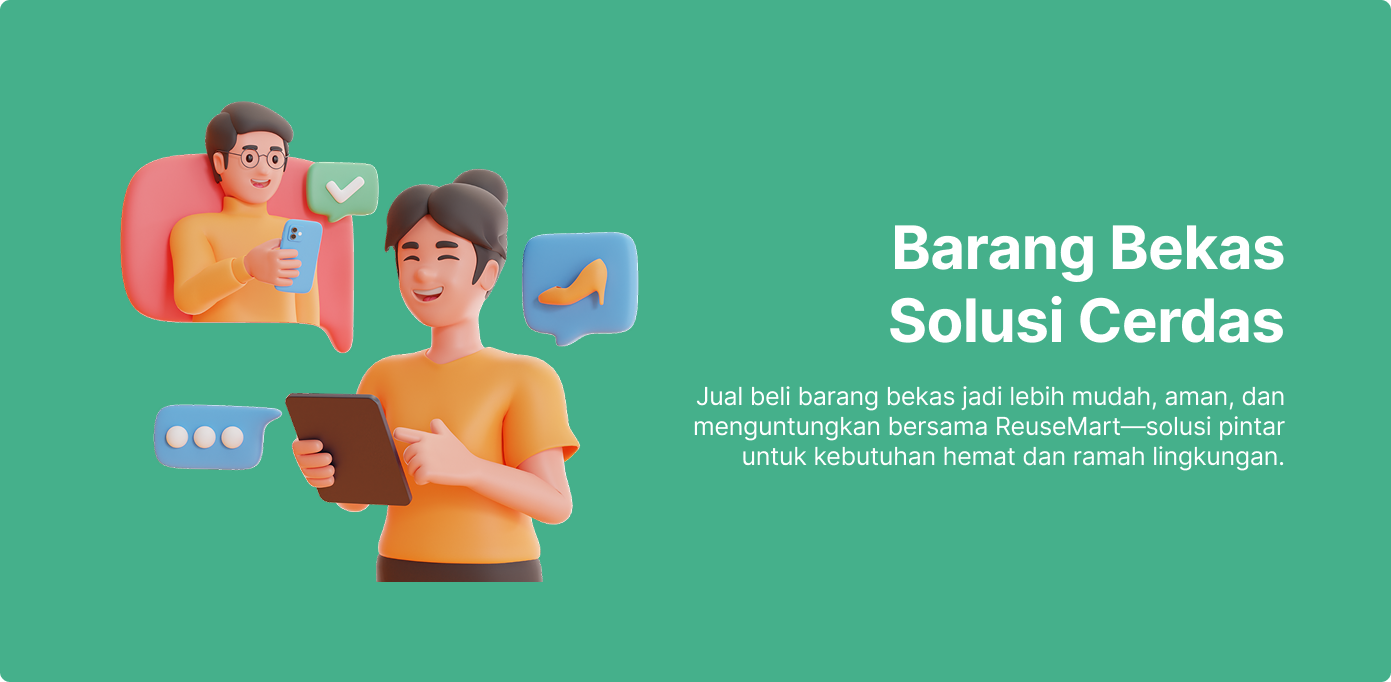 Barang Bekas
Solusi Cerdas
Jual beli barang bekas jadi lebih mudah, aman, dan
menguntungkan bersama ReuseMart—solusi pintar
untuk kebutuhan hemat dan ramah lingkungan.